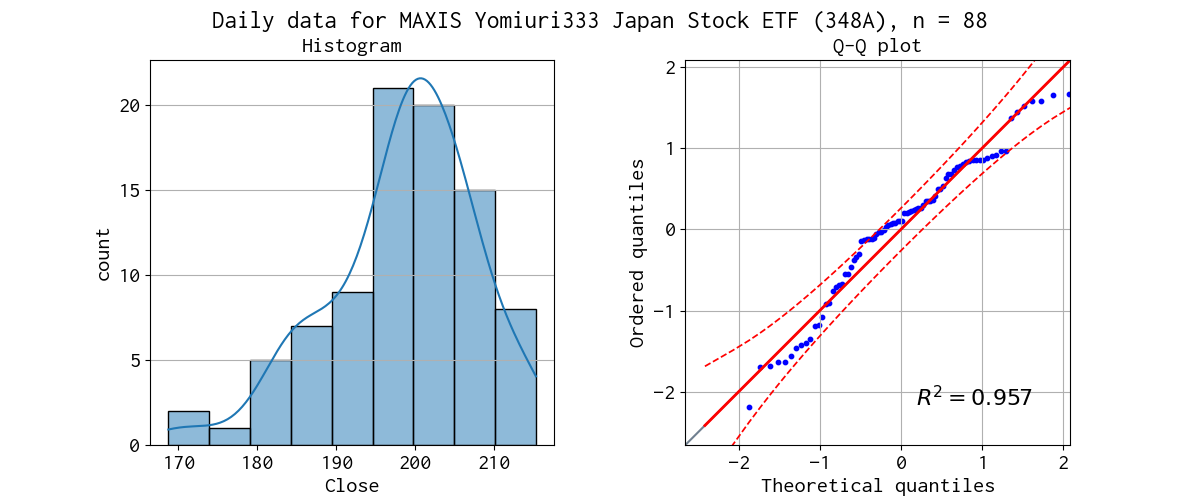 Daily data for MAXIS Yomiuri333 Japan Stock ETF (348A), n = 88
Histogram
20
15
10
5
0
count
170 180 190 200 210
Close
Q-Q plot
2
1
0
−1
−2
Ordered quantiles
R² = 0.957
−2 −1 0 1 2
Theoretical quantiles